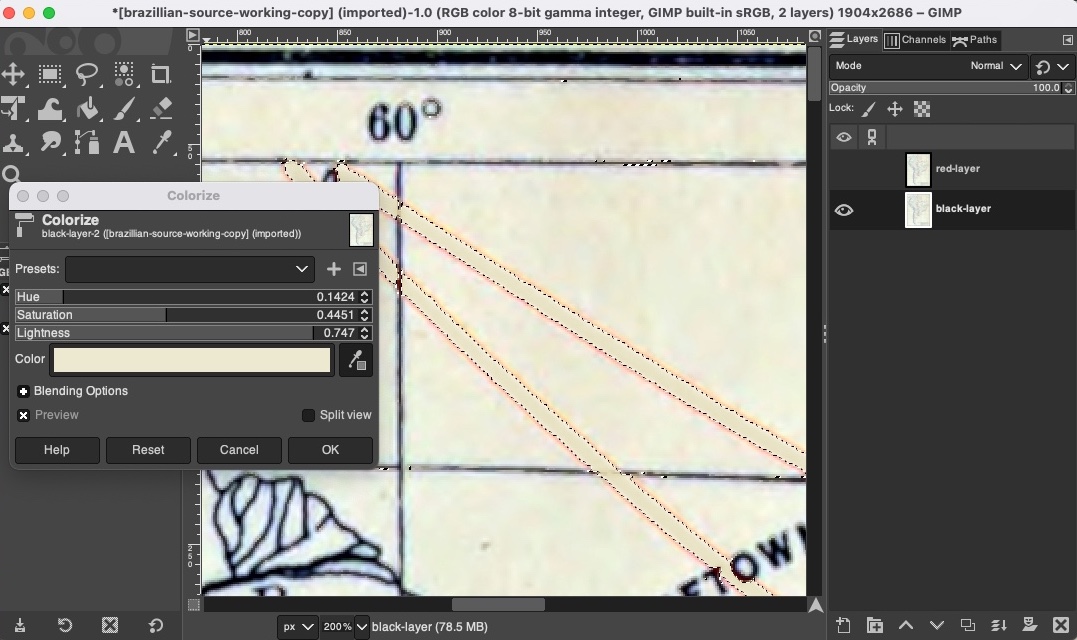 *[brazillian-source-working-copy] (imported)-1.0 (RGB color 8-bit gamma integer, GIMP built-in sRGB, 2 layers) 1904x2686 – GIMP
800
850
900
950
1000
1050
Layers
Channels
Paths
Mode
Normal
Opacity
100.0
Lock:
red-layer
black-layer
60°
Colorize
Colorize
black-layer-2 ([brazillian-source-working-copy] (imported))
Presets:
Hue
0.1424
Saturation
0.4451
Lightness
0.747
Color
Blending Options
Preview
Split view
Help
Reset
Cancel
OK
px
200%
black-layer (78.5 MB)